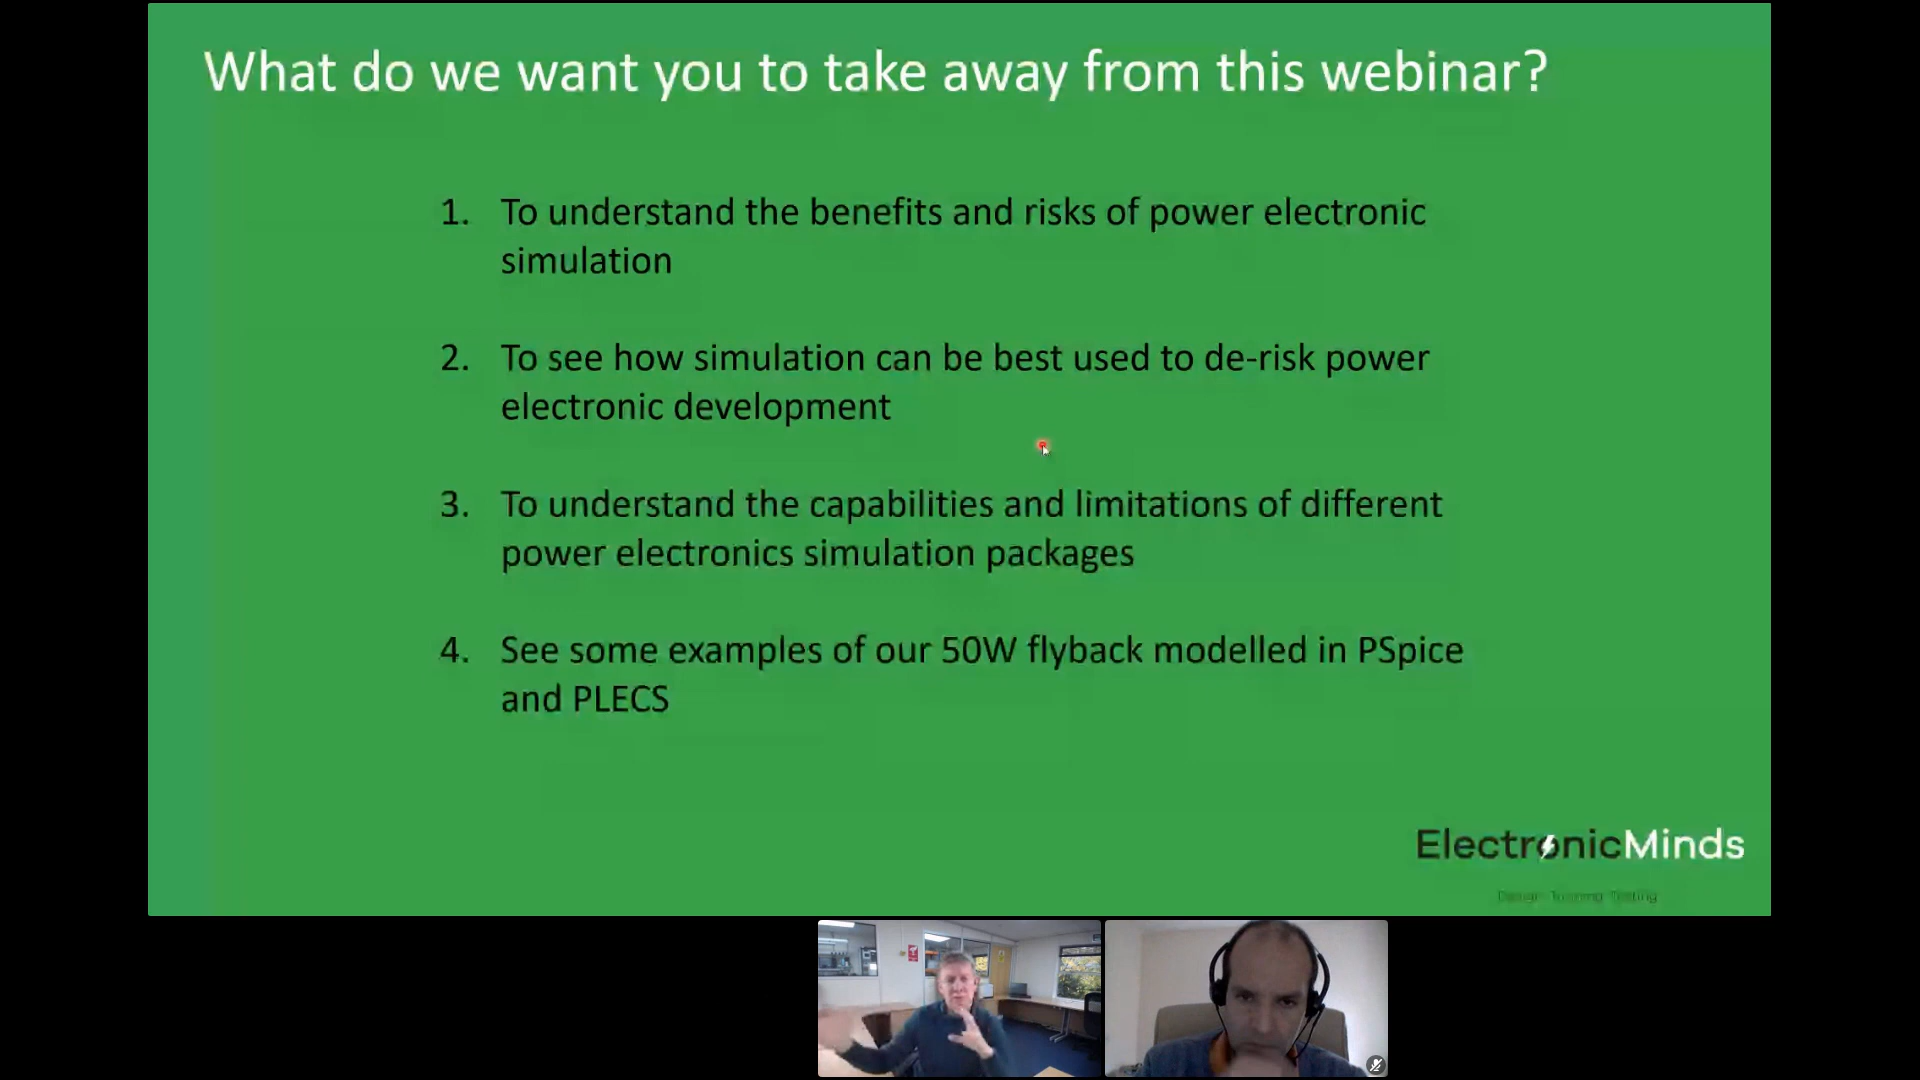 What do we want you to take away from this webinar?
1. To understand the benefits and risks of power electronic
simulation
2. To see how simulation can be best used to de-risk power
electronic development
3. To understand the capabilities and limitations of different
power electronics simulation packages
4. See some examples of our 50W flyback modelled in PSpice
and PLECS
ElectronicMinds
Design Training Testing